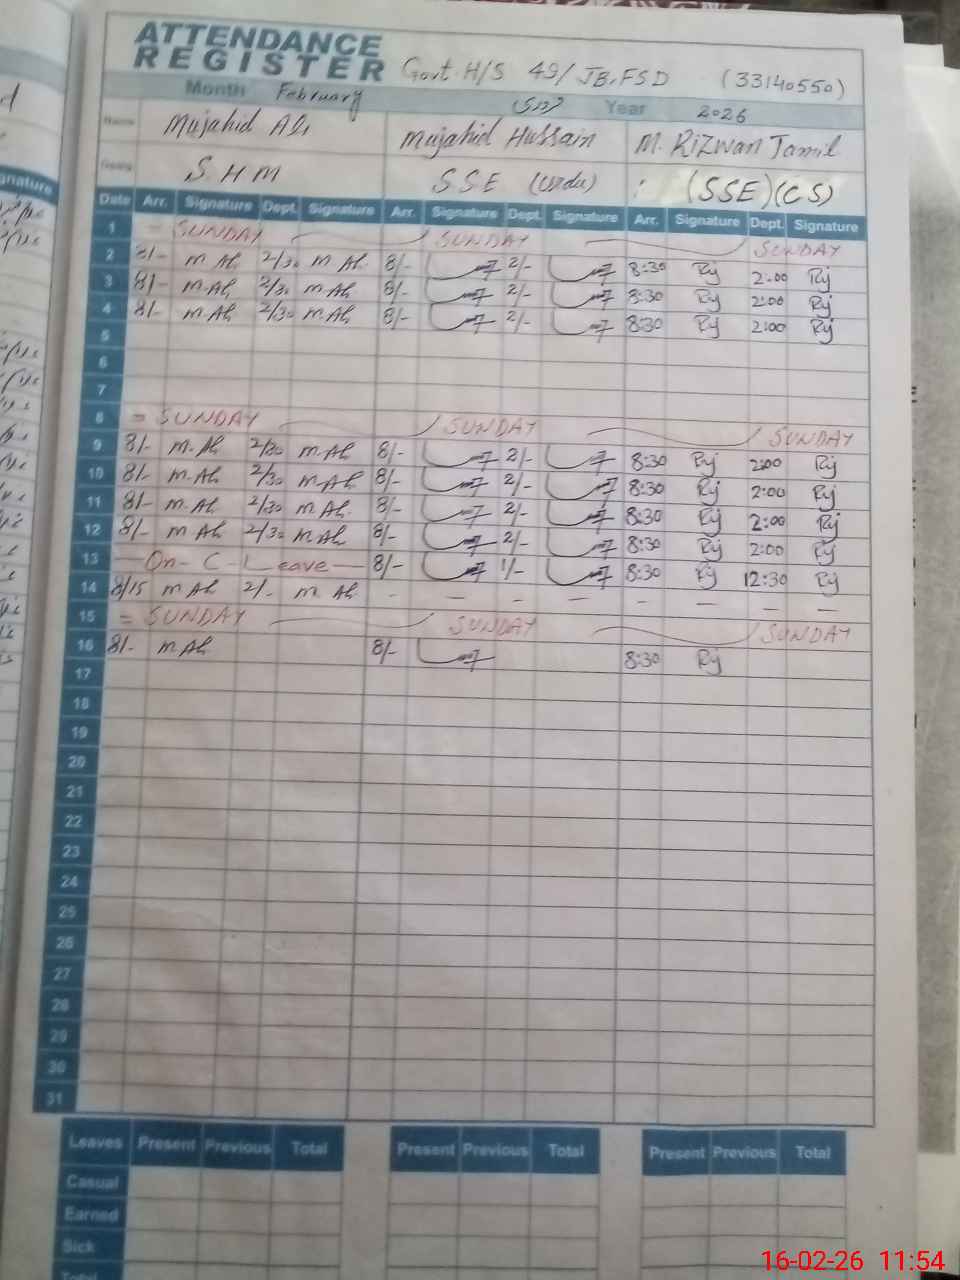 ATTENDANCE
REGISTER Govt. H/S 49/JB, FSD (33140550)
Month February Year 2026
Name Mujahid Ali Mujahid Hussain M. Rizwan Jamil
S H M SSE (Urdu) (SSE)(CS)
Date Arr. Signature Dept. Signature Arr. Signature Dept. Signature Arr. Signature Dept. Signature
1 SUNDAY SUNDAY SUNDAY
2 8/- M Ali 2/30 M Ali 8/- 2/- 8:30 Rj 2:00 Rj
3 8/- M Ali 2/30 M Ali 8/- 2/- 8:30 Rj 2:00 Rj
4 8/- M Ali 2/30 M Ali 8/- 2/- 8:30 Rj 2:00 Rj
5
6
7
8 = SUNDAY SUNDAY SUNDAY
9 8/- M. Ali 2/30 M. Ali 8/- 2/- 8:30 Rj 2:00 Rj
10 8/- M. Ali 2/30 M. Ali 8/- 2/- 8:30 Rj 2:00 Rj
11 8/- M. Ali 2/30 M. Ali 8/- 2/- 8:30 Rj 2:00 Rj
12 8/- M Ali 2/30 M Ali 8/- 2/- 8:30 Rj 2:00 Rj
13 — On - C - Leave — 8/- 1/- 8:30 Rj 12:30 Rj
14 8/15 M Ali 2/- M Ali - - - - - - - -
15 = SUNDAY SUNDAY SUNDAY
16 8/- M Ali 8/- 8:30 Rj
17
18
19
20
21
22
23
24
25
26
27
28
29
30
31
Leaves Present Previous Total Present Previous Total Present Previous Total
Casual
Earned
Sick
Total
16-02-26 11:54